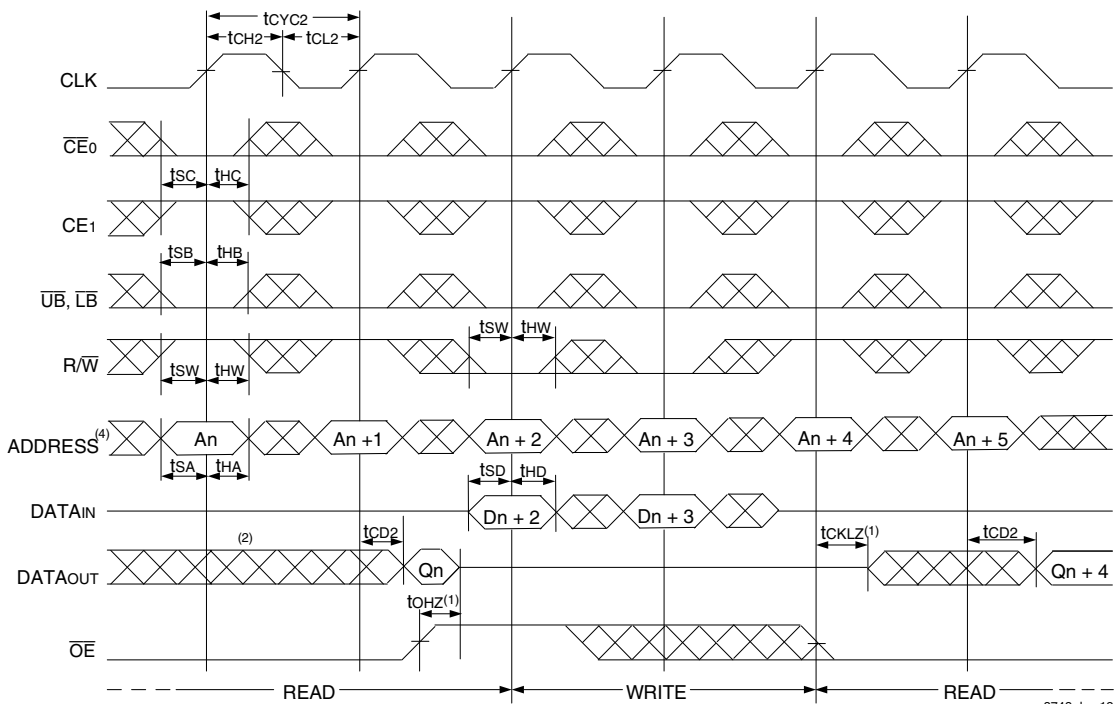 tCYC2
tCH2 tCL2
CLK
CE0
tSC tHC
CE1
tSB tHB
UB, LB
tSW tHW
R/W
tSW tHW
ADDRESS(4) An An +1 An + 2 An + 3 An + 4 An + 5
tSA tHA
tSD tHD
DATAIN Dn + 2 Dn + 3
tCD2 tCKLZ(1) tCD2
(2)
DATAOUT Qn Qn + 4
tOHZ(1)
OE
READ WRITE READ